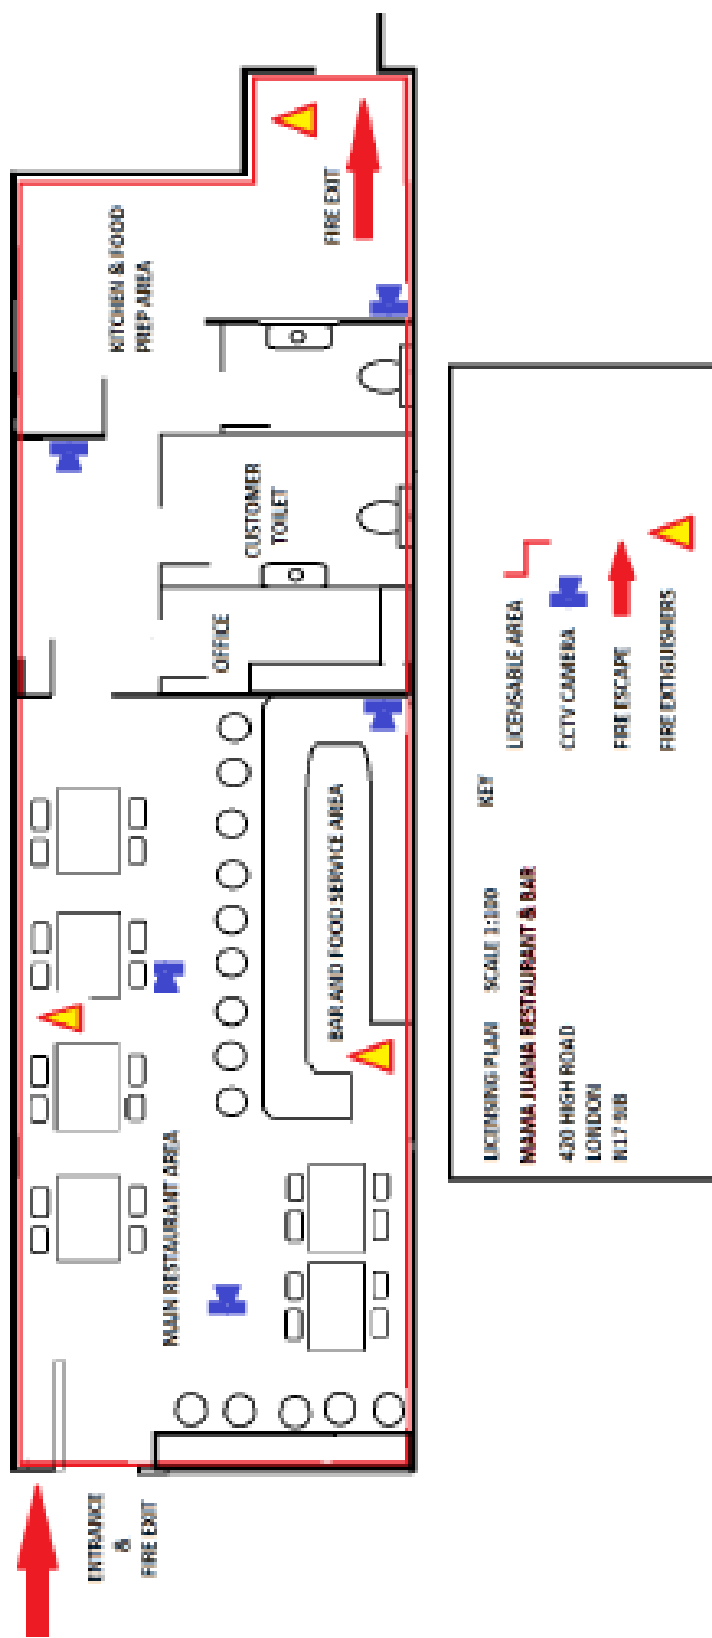 KITCHEN & FOOD
PREP AREA
FIRE EXIT
CUSTOMER
TOILET
OFFICE
BAR AND FOOD SERVICE AREA
MAIN RESTAURANT AREA
ENTRANCE
&
FIRE EXIT
LICENSING PLAN SCALE 1:100 KEY
MAMA JUANA RESTAURANT & BAR
420 HIGH ROAD
LONDON
N17
LICENSABLE AREA
CCTV CAMERA
FIRE ESCAPE
FIRE EXTIGUISHERS